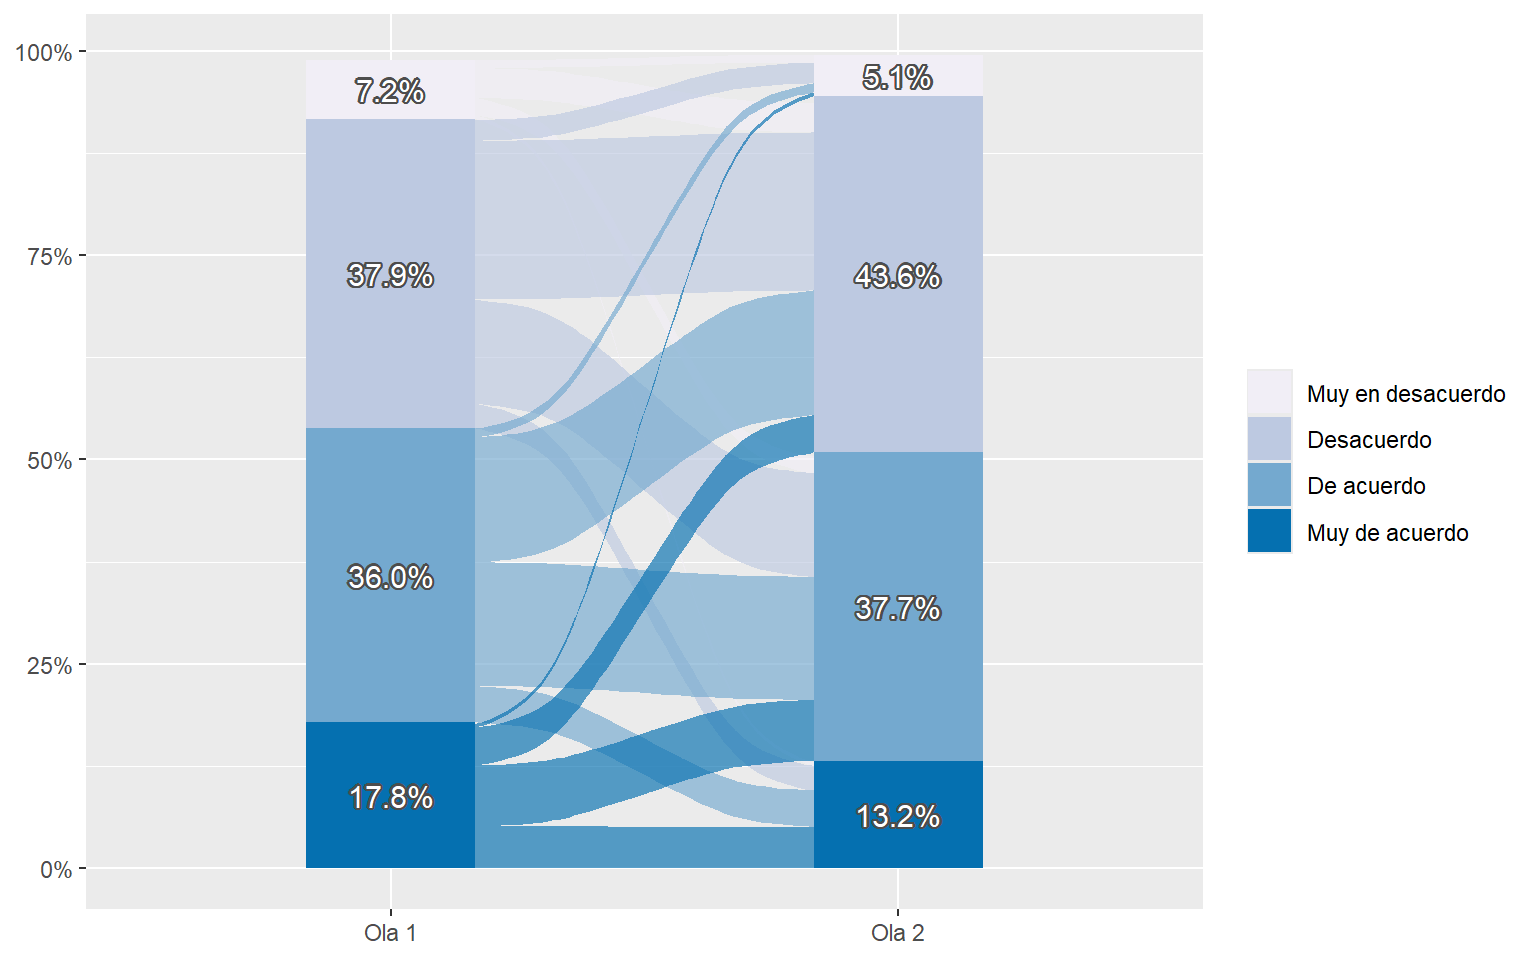 100%
75%
50%
25%
0%
7.2%
37.9%
36.0%
17.8%
5.1%
43.6%
37.7%
13.2%
Ola 1
Ola 2
Muy en desacuerdo
Desacuerdo
De acuerdo
Muy de acuerdo